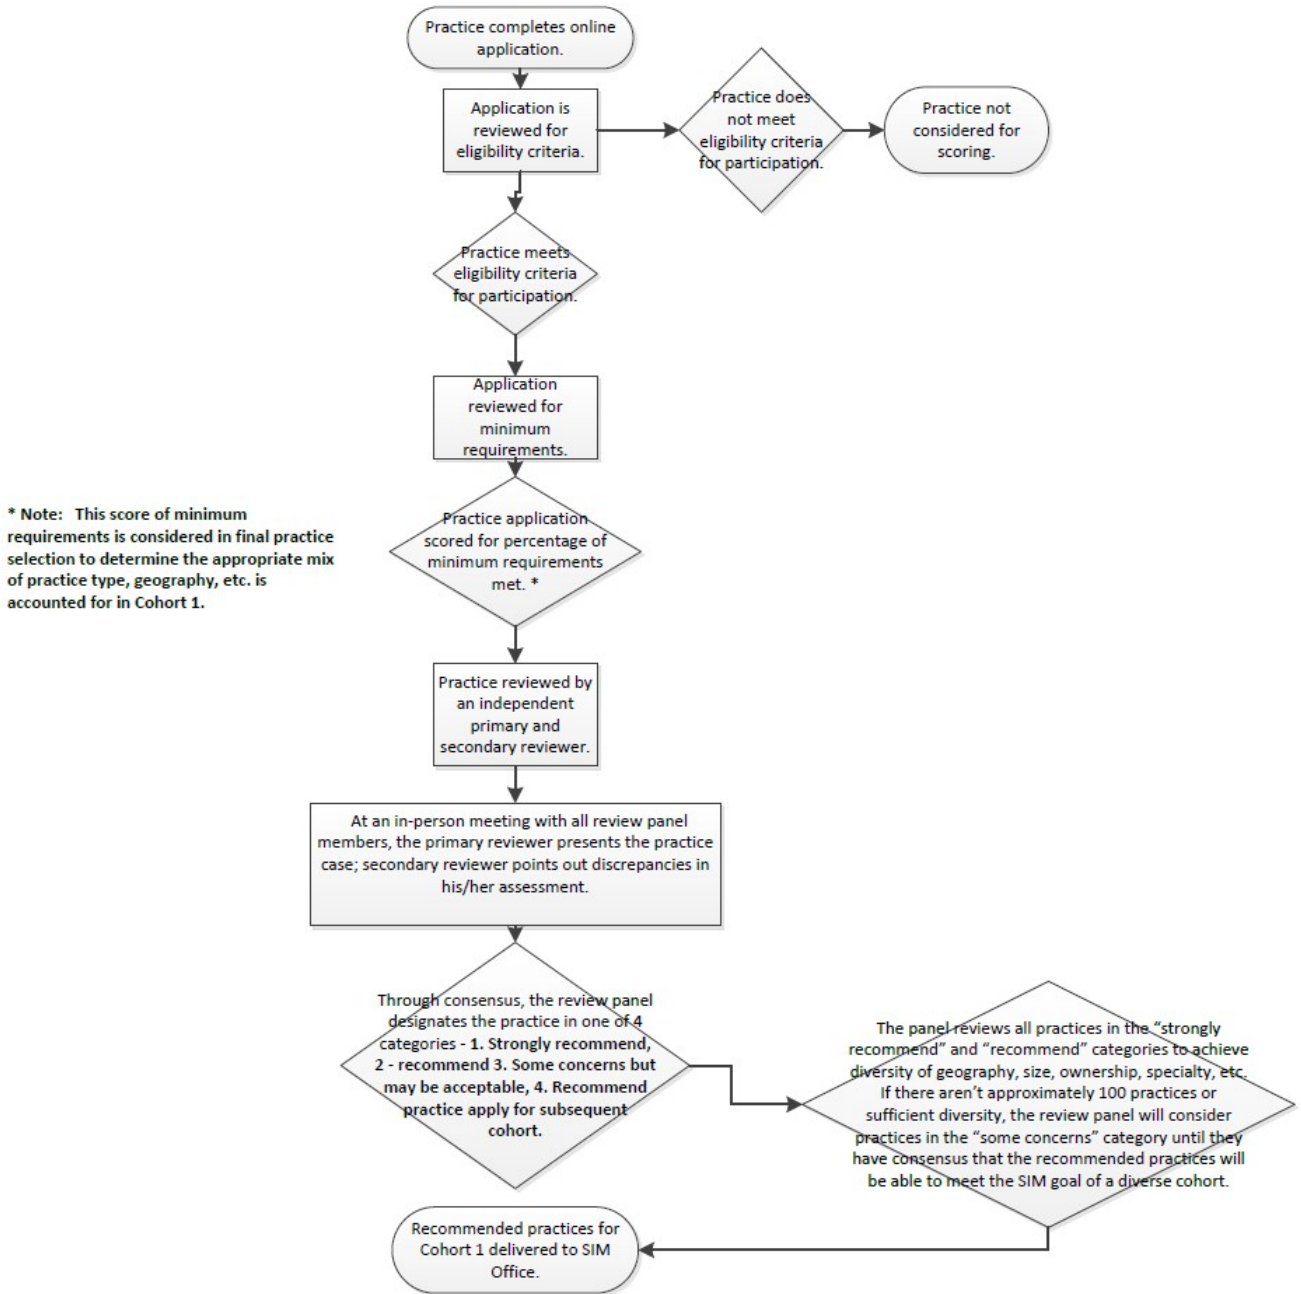 Practice completes online
application.
Application is
reviewed for
eligibility criteria.
Practice does
not meet
eligibility criteria
for participation.
Practice not
considered for
scoring.
Practice meets
eligibility criteria
for participation.
Application
reviewed for
minimum
requirements.
* Note:   This score of minimum
requirements is considered in final practice
selection to determine the appropriate mix
of practice type, geography, etc. is
accounted for in Cohort 1.
Practice application
scored for percentage of
minimum requirements
met. *
Practice reviewed by
an independent
primary and
secondary reviewer.
At an in-person meeting with all review panel
members, the primary reviewer presents the practice
case; secondary reviewer points out discrepancies in
his/her assessment.
Through consensus, the review panel
designates the practice in one of 4
categories - 1. Strongly recommend,
2 - recommend 3. Some concerns but
may be acceptable, 4. Recommend
practice apply for subsequent
cohort.
The panel reviews all practices in the “strongly
recommend” and “recommend” categories to achieve
diversity of geography, size, ownership, specialty, etc.
If there aren’t approximately 100 practices or
sufficient diversity, the review panel will consider
practices in the “some concerns” category until they
have consensus that the recommended practices will
be able to meet the SIM goal of a diverse cohort.
Recommended practices for
Cohort 1 delivered to SIM
Office.